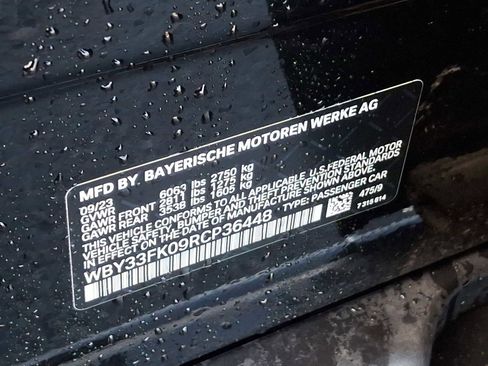 MFD BY. BAYERISCHE MOTOREN WERKE AG
09/23
GVWR 6063 lbs 2750 kg
GAWR FRONT 2811 lbs 1275 kg
GAWR REAR 3538 lbs 1605 kg
THIS VEHICLE CONFORMS TO ALL APPLICABLE U.S. FEDERAL MOTOR
VEHICLE SAFETY, BUMPER AND THEFT PREVENTION STANDARDS
IN EFFECT ON THE DATE OF MANUFACTURE SHOWN ABOVE.
WBY33FK09RCP36448 TYPE: PASSENGER CAR
475/9
7 315 614